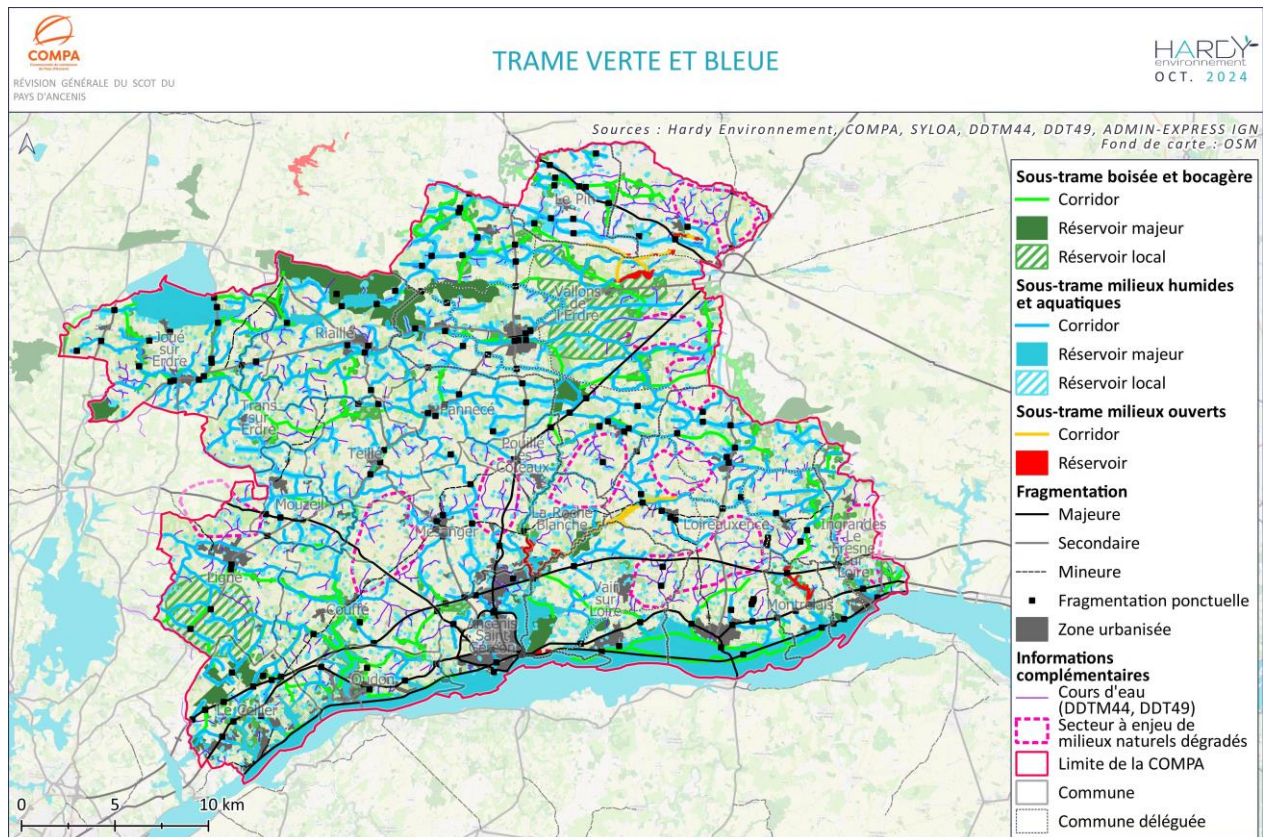 COMPA
RÉVISION GÉNÉRALE DU SCOT DU
PAYS D'ANCENIS
TRAME VERTE ET BLEUE
HARDY
environnement
OCT. 2024
Sources : Hardy Environnement, COMPA, SYLOA, DDTM44, DDT49, ADMIN-EXPRESS IGN
Fond de carte : OSM
Le Pin
Vallons
de
l'Erdre
Joué
sur
Erdre
Riaillé
Trans
sur
Erdre
Pannecé
Teillé
Pouillé
les
Côteaux
Mouzeil
Mésanger
La Roche
Blanche
Loireauxence
Ingrandes
Le
Fresne
sur
Loire
Ligné
Couffé
Vair
sur
Loire
Montrelais
Ancenis
Saint
Géréon
Oudon
Le Cellier
0 5 10 km
Sous-trame boisée et bocagère
Corridor
Réservoir majeur
Réservoir local
Sous-trame milieux humides
et aquatiques
Corridor
Réservoir majeur
Réservoir local
Sous-trame milieux ouverts
Corridor
Réservoir
Fragmentation
Majeure
Secondaire
Mineure
Fragmentation ponctuelle
Zone urbanisée
Informations
complémentaires
Cours d'eau
(DDTM44, DDT49)
Secteur à enjeu de
milieux naturels dégradés
Limite de la COMPA
Commune
Commune déléguée